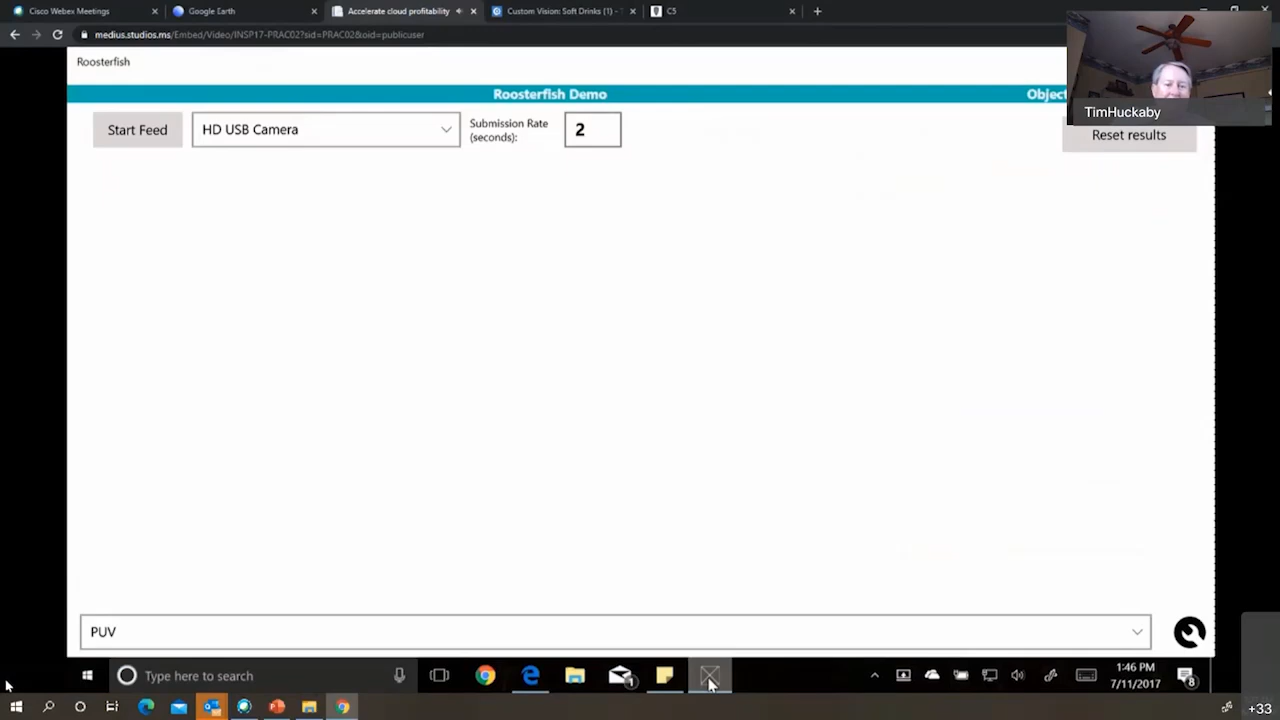 Cisco Webex Meetings
Google Earth
Accelerate cloud profitability
Custom Vision: Soft Drinks (1) - T
C5
medius.studios.ms/Embed/Video/INSP17-PRAC02?sid=PRAC02&oid=publicuser
Roosterfish
TimHuckaby
Roosterfish Demo
Object
Start Feed
HD USB Camera
Submission Rate
(seconds):
2
Reset results
PUV
Type here to search
1
1:46 PM
7/11/2017
8
+33